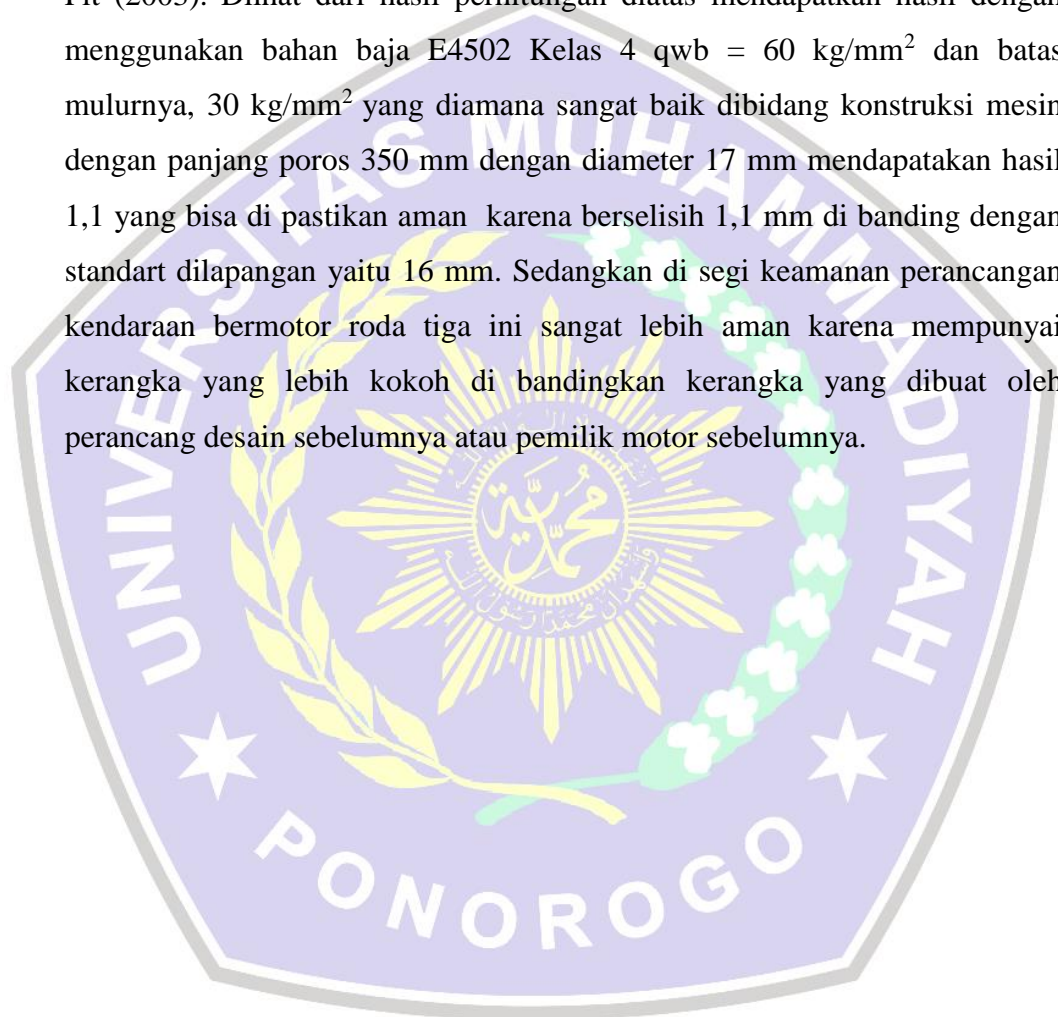 Fit (2003). Dilihat dari hasil perhitungan diatas mendapatkan hasil dengan
menggunakan bahan baja E4502 Kelas 4 qwb = 60 kg/mm² dan batas
mulurnya, 30 kg/mm² yang diamana sangat baik dibidang konstruksi mesin
dengan panjang poros 350 mm dengan diameter 17 mm mendapatakan hasil
1,1 yang bisa di pastikan aman karena berselisih 1,1 mm di banding dengan
standart dilapangan yaitu 16 mm. Sedangkan di segi keamanan perancangan
kendaraan bermotor roda tiga ini sangat lebih aman karena mempunyai
kerangka yang lebih kokoh di bandingkan kerangka yang dibuat oleh
perancang desain sebelumnya atau pemilik motor sebelumnya.
UNIVERSITAS MUHAMMADIYAH
PONOROGO
محمدية